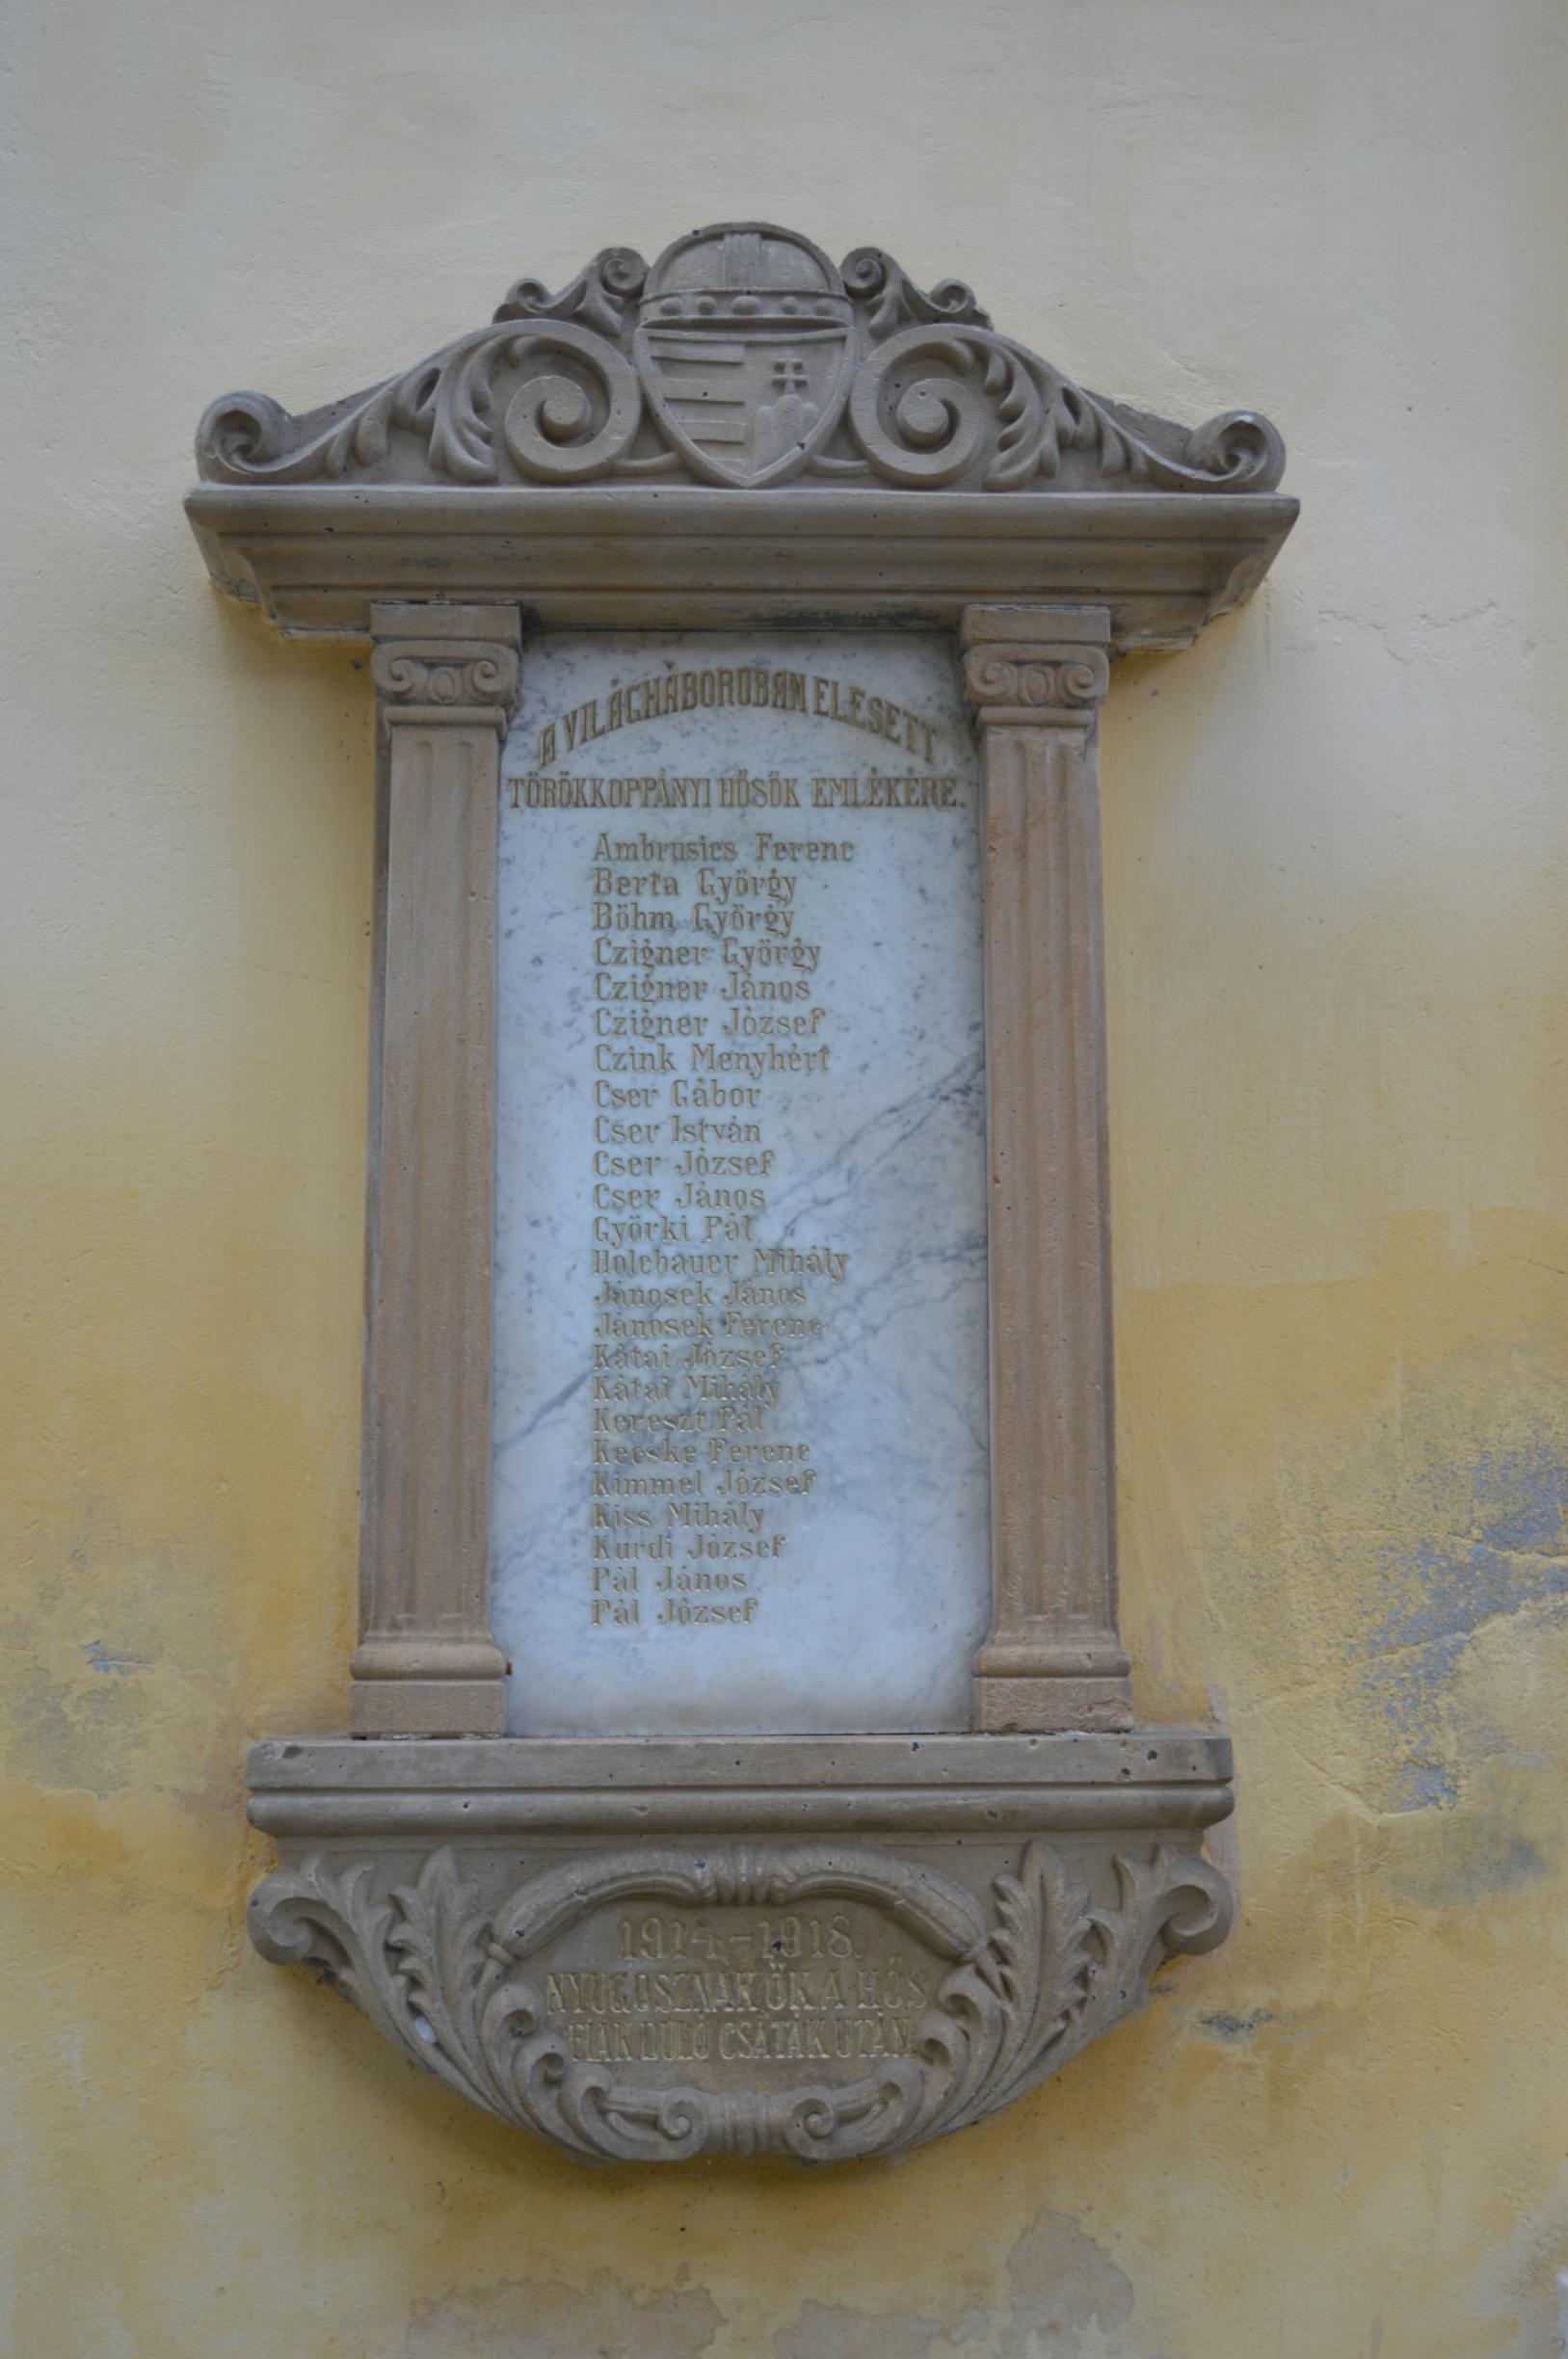 A VILÁGHÁBORUBAN ELESETT
TÖRÖKKOPPÁNYI HŐSÖK EMLÉKÉRE.
Ambrusics Ferenc
Berta György
Böhm György
Czigner György
Czigner János
Czigner József
Czink Menyhért
Cser Gábor
Cser István
Cser József
Cser János
Györki Pál
Holcbauer Mihály
Jánosek János
Jánosek Ferenc
Kátai József
Kátai Mihály
Kereszt Pál
Kecske Ferenc
Kimmel József
Kiss Mihály
Kurdi József
Pál János
Pál József
1914-1918.
NYUGOSZNAK ŐK A HŐS
FIAK DULÓ CSATÁK UTÁN